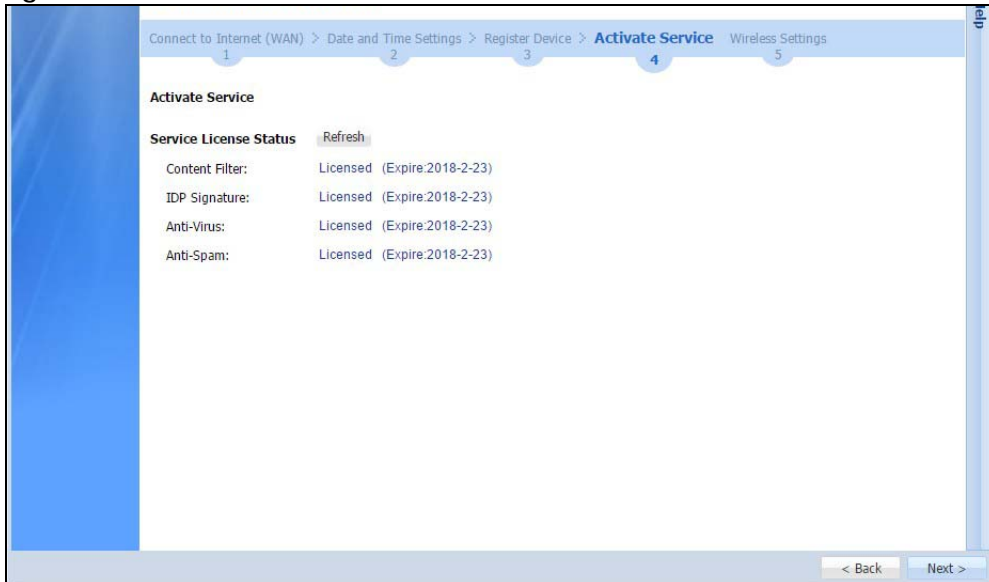 Help
Connect to Internet (WAN) > Date and Time Settings > Register Device > Activate Service Wireless Settings
1 2 3 4 5
Activate Service
Service License Status Refresh
Content Filter: Licensed (Expire:2018-2-23)
IDP Signature: Licensed (Expire:2018-2-23)
Anti-Virus: Licensed (Expire:2018-2-23)
Anti-Spam: Licensed (Expire:2018-2-23)
< Back Next >